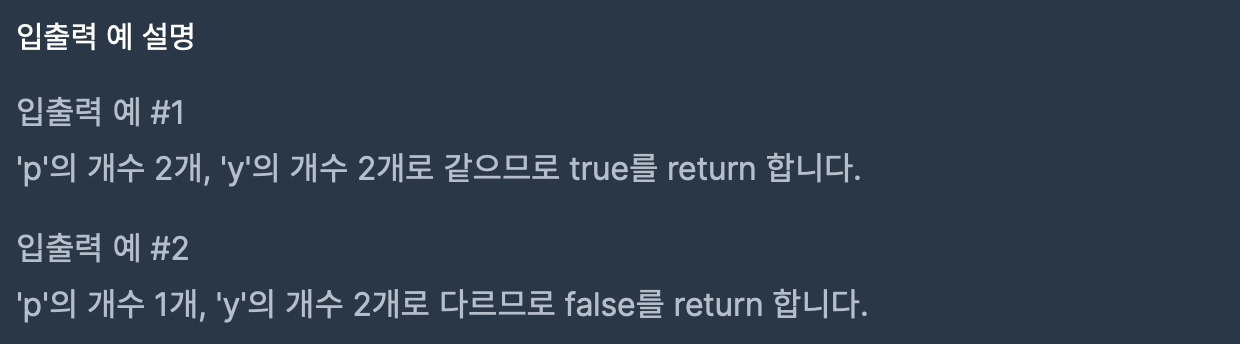 입출력 예 설명
입출력 예 #1
'p'의 개수 2개, 'y'의 개수 2개로 같으므로 true를 return 합니다.
입출력 예 #2
'p'의 개수 1개, 'y'의 개수 2개로 다르므로 false를 return 합니다.